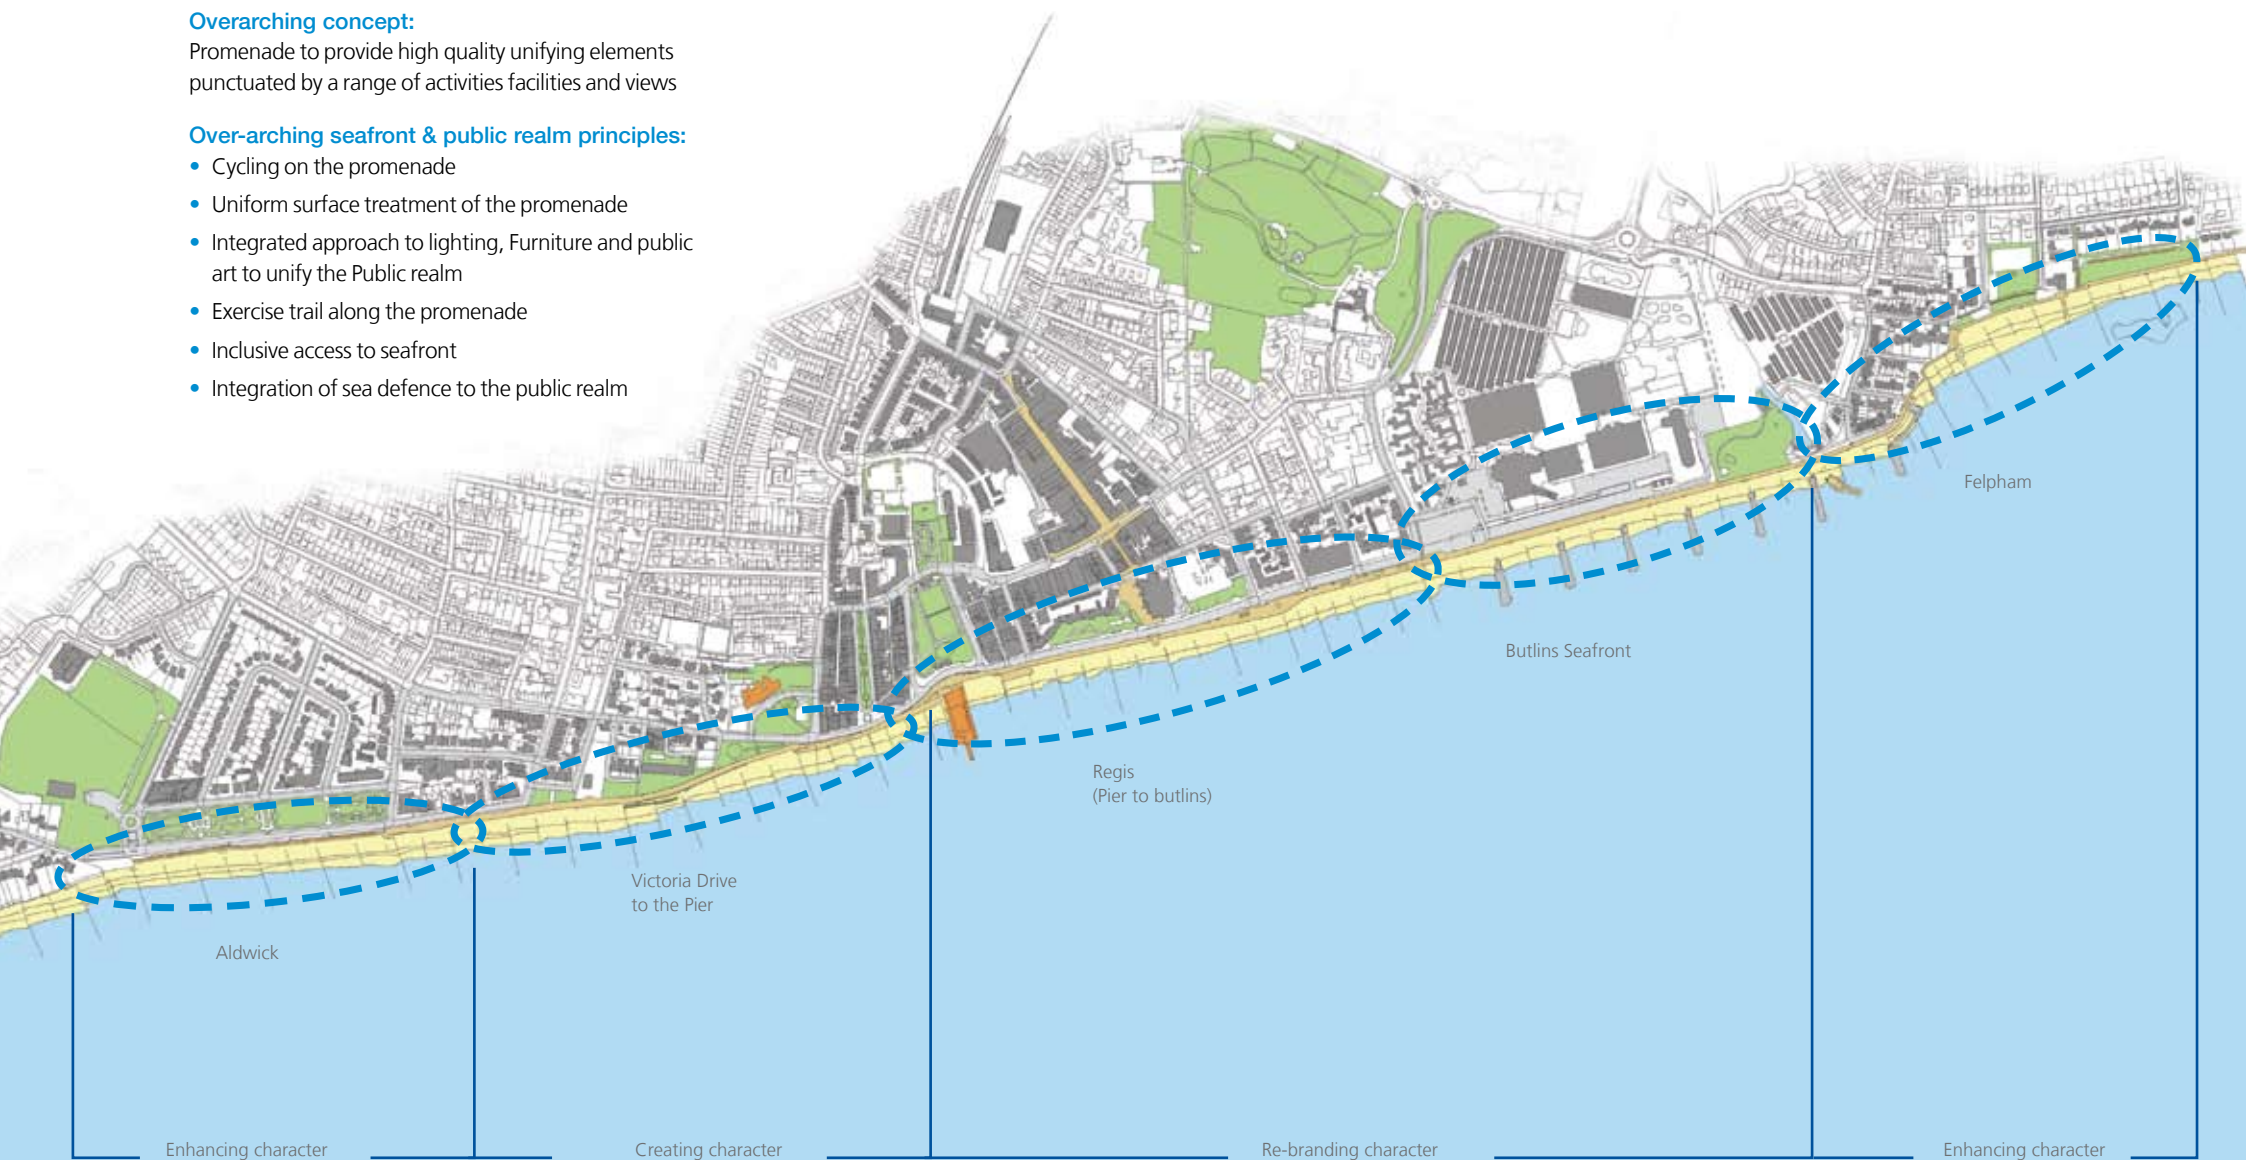 Overarching concept:
Promenade to provide high quality unifying elements
punctuated by a range of activities facilities and views
Over-arching seafront & public realm principles:
• Cycling on the promenade
• Uniform surface treatment of the promenade
• Integrated approach to lighting, Furniture and public
art to unify the Public realm
• Exercise trail along the promenade
• Inclusive access to seafront
• Integration of sea defence to the public realm
Felpham
Butlins Seafront
Regis
(Pier to butlins)
Victoria Drive
to the Pier
Aldwick
Enhancing character
Creating character
Re-branding character
Enhancing character